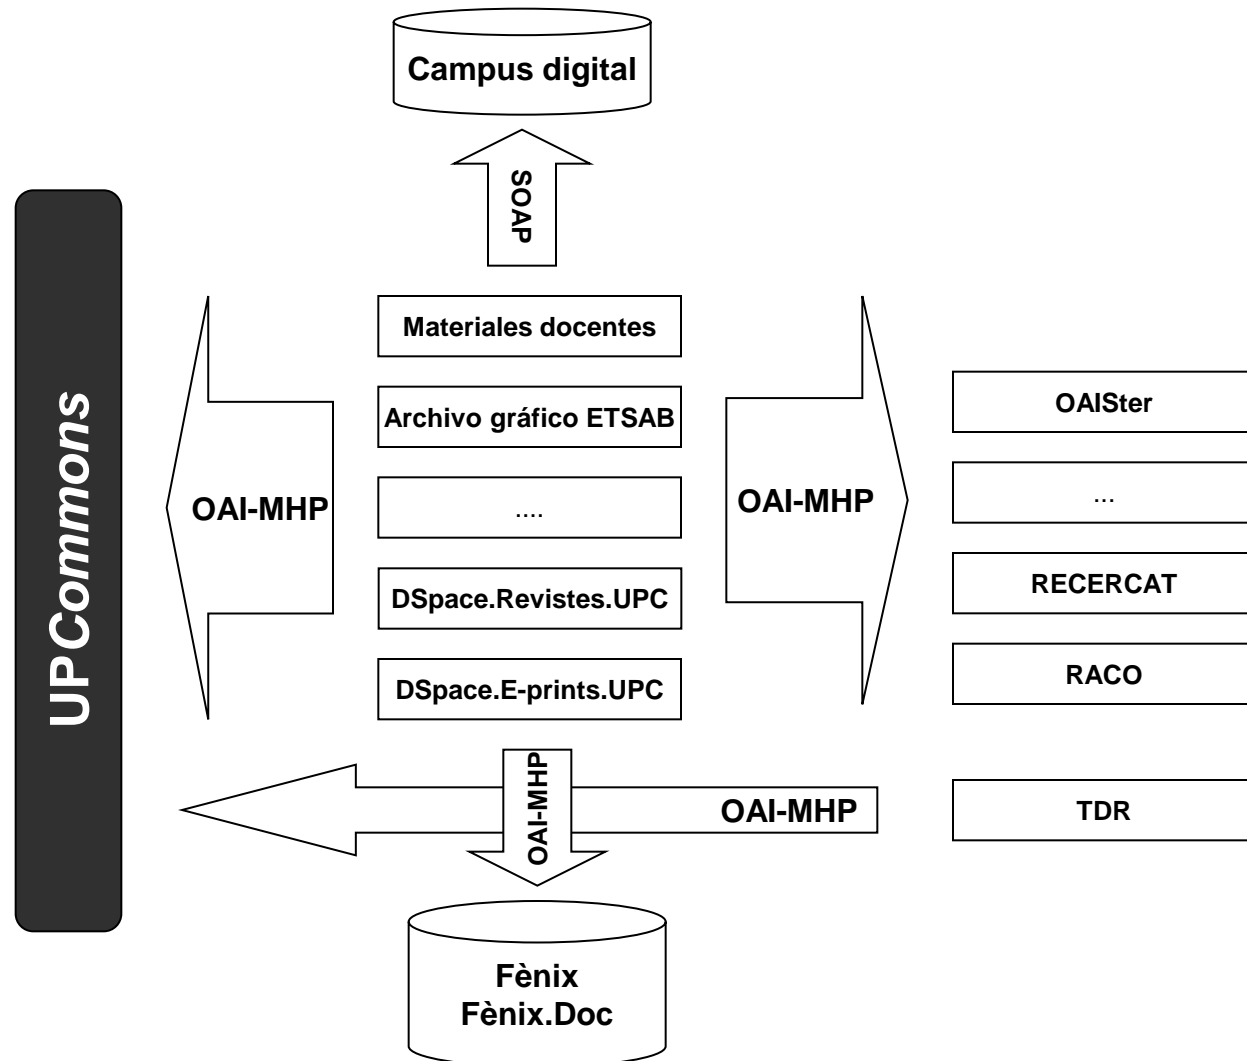 Campus digital
SOAP
UPCommons
Materiales docentes
Archivo gráfico ETSAB
....
DSpace.Revistes.UPC
DSpace.E-prints.UPC
OAI-MHP
OAI-MHP
OAISter
...
RECERCAT
RACO
TDR
OAI-MHP
OAI-MHP
Fènix
Fènix.Doc